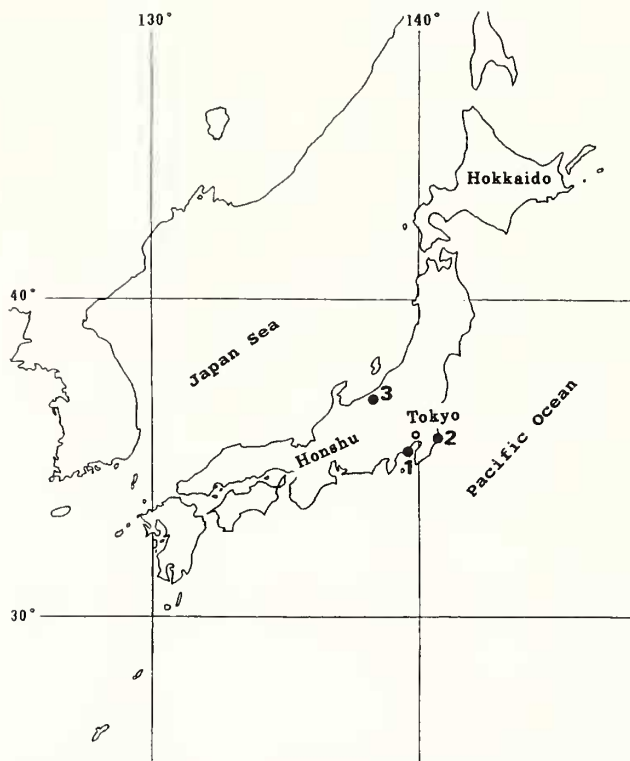 130°
140°
Hokkaido
40°
Japan Sea
3
Tokyo
2
Pacific Ocean
Honshu
1
30°